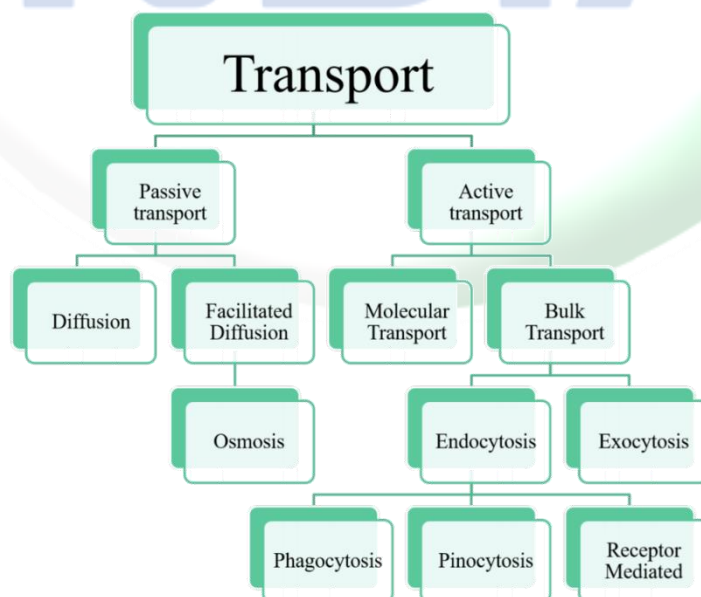 Transport
Passive
transport
Active
transport
Diffusion
Facilitated
Diffusion
Molecular
Transport
Bulk
Transport
Osmosis
Endocytosis
Exocytosis
Phagocytosis
Pinocytosis
Receptor
Mediated